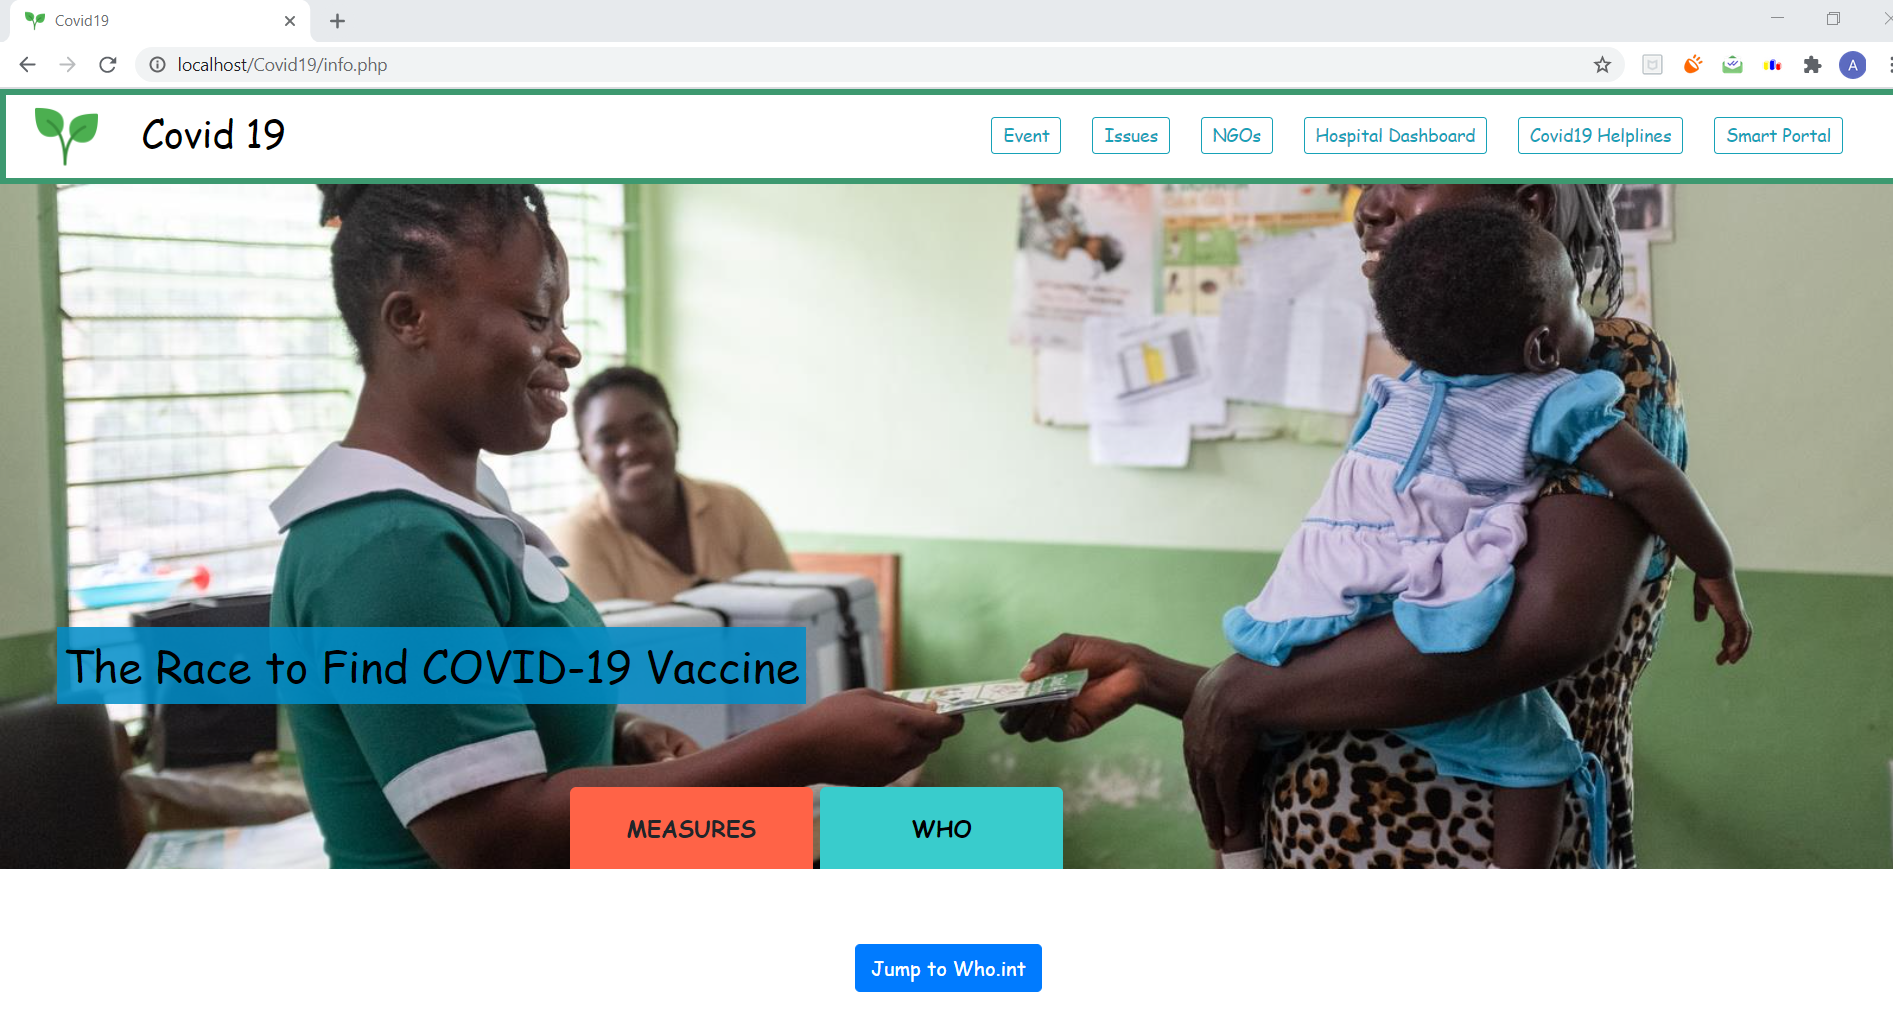 Covid19
localhost/Covid19/info.php
A
Covid 19
Event
Issues
NGOs
Hospital Dashboard
Covid19 Helplines
Smart Portal
The Race to Find COVID-19 Vaccine
MEASURES
WHO
Jump to Who.int